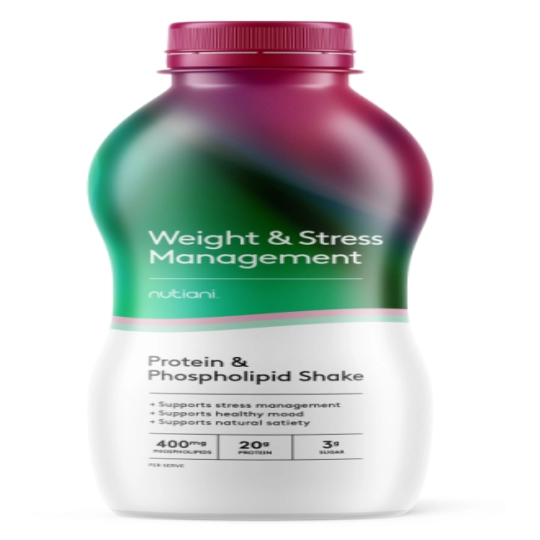 Weight & Stress
Management
nutiani™
Protein &
Phospholipid Shake
+ Supports stress management
+ Supports healthy mood
+ Supports natural satiety
400mg 20g 3g
PHOSPHOLIPIDS PROTEIN SUGAR
PER SERVE